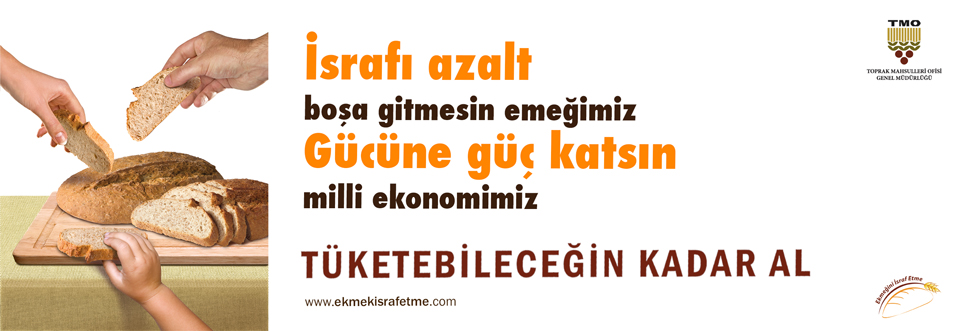 İsrafı azalt
boşa gitmesin emeğimiz
Gücüne güç katsın
milli ekonomimiz
TÜKETEBİLECEĞİN KADAR AL
www.ekmekisrafetme.com
TMO
TOPRAK MAHSULLERİ OFİSİ
GENEL MÜDÜRLÜĞÜ
Ekmeğini İsraf Etme